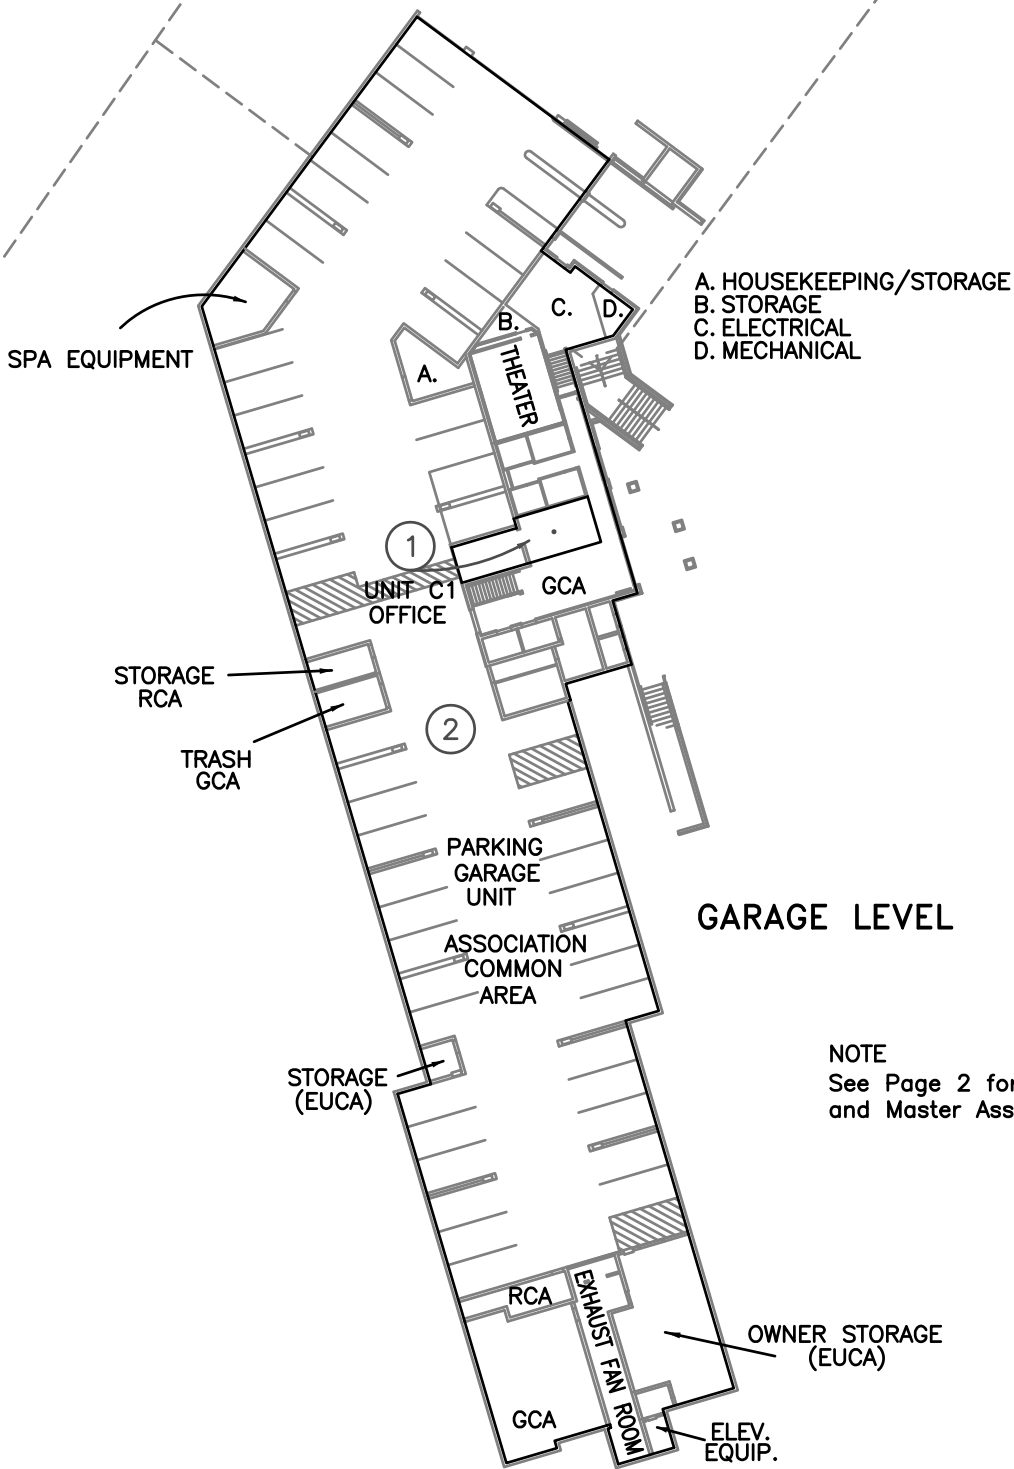 A. HOUSEKEEPING/STORAGE
B. STORAGE
C. ELECTRICAL
D. MECHANICAL
SPA EQUIPMENT
A.
B.
C.
D.
THEATER
1
UNIT C1
OFFICE
GCA
STORAGE
RCA
TRASH
GCA
2
PARKING
GARAGE
UNIT
ASSOCIATION
COMMON
AREA
GARAGE LEVEL
NOTE
See Page 2 for
and Master Ass
STORAGE
(EUCA)
RCA
EXHAUST FAN ROOM
OWNER STORAGE
(EUCA)
GCA
ELEV.
EQUIP.